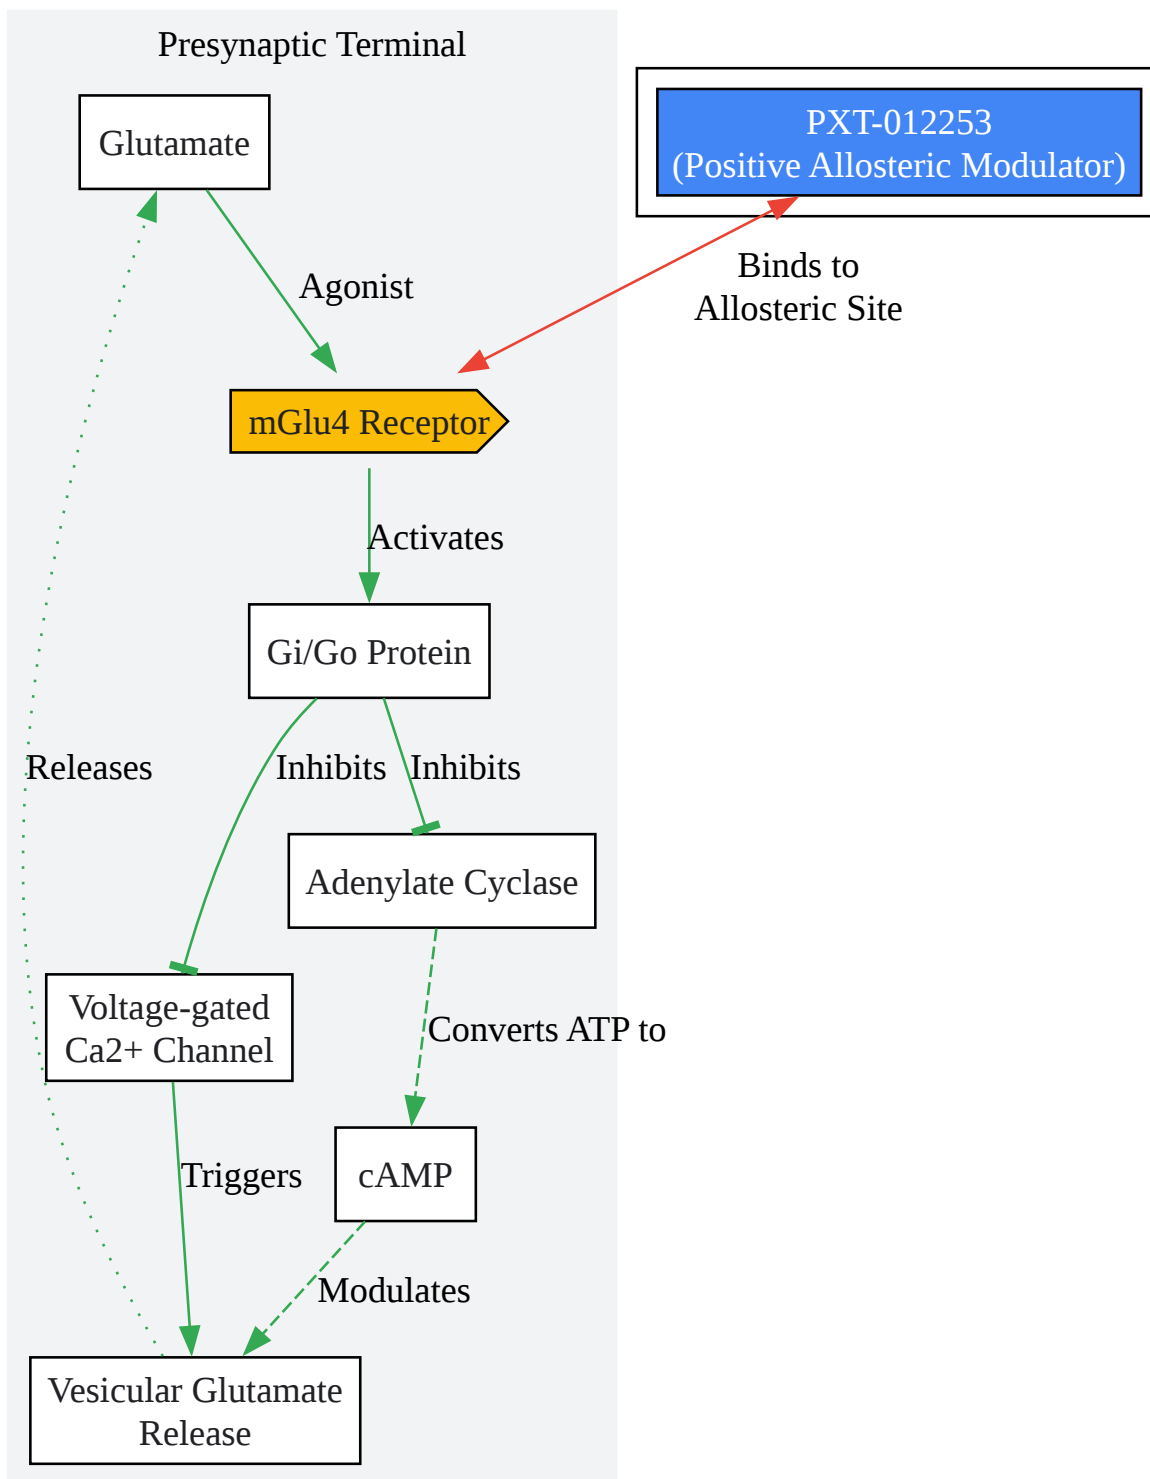 Presynaptic Terminal
Glutamate
PXT-012253
(Positive Allosteric Modulator)
Agonist
Binds to
Allosteric Site
mGlu4 Receptor
Activates
Gi/Go Protein
Releases
Inhibits
Inhibits
Adenylate Cyclase
Voltage-gated
Ca2+ Channel
Converts ATP to
Triggers
cAMP
Modulates
Vesicular Glutamate
Release